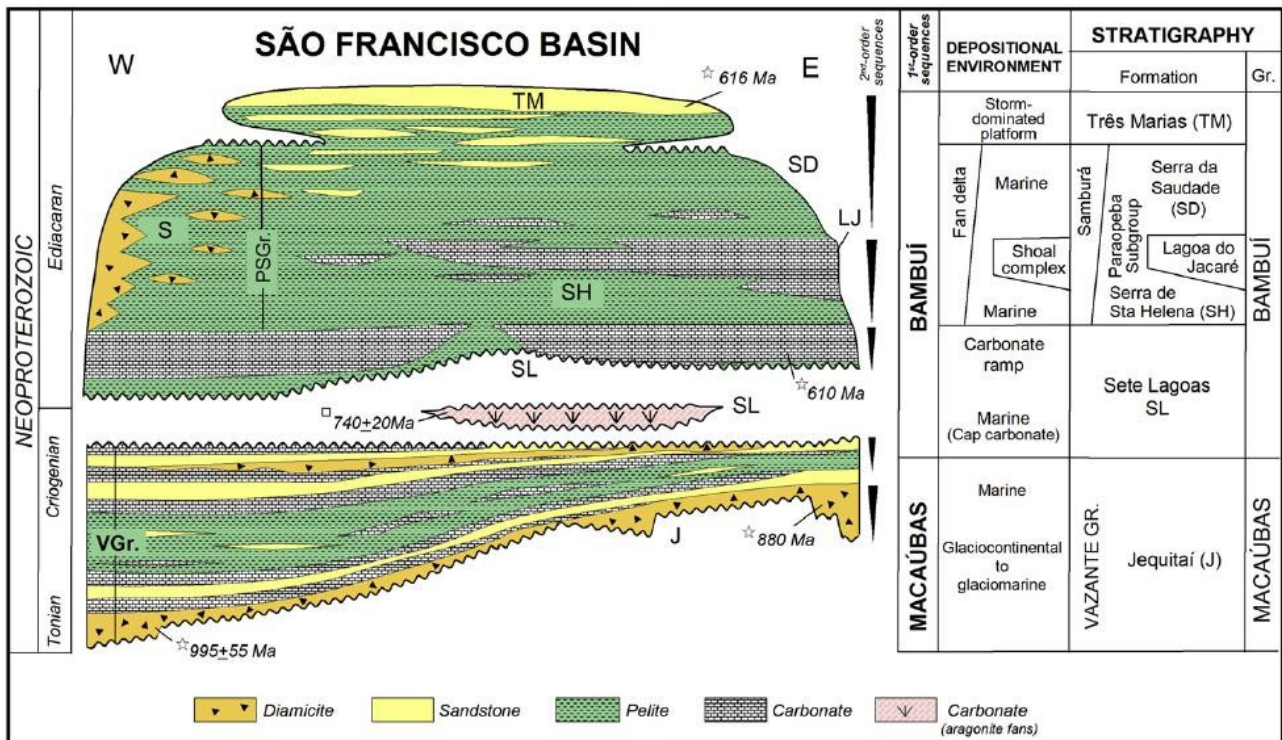 SÃO FRANCISCO BASIN
W
E
☆ 616 Ma
TM
SD
LJ
S
PSGr.
SH
SL
☆610 Ma
□ 740±20Ma
SL
VGr.
J
☆880 Ma
☆995±55 Ma
NEOPROTEROZOIC
Ediacaran
Criogenian
Tonian
2nd-order
sequences
1st-order
sequences
DEPOSITIONAL
ENVIRONMENT
STRATIGRAPHY
Formation
Gr.
BAMBUÍ
Storm-
dominated
platform
Três Marias (TM)
BAMBUÍ
Fan delta
Marine
Shoal
complex
Marine
Samburá
Paraopeba
Subgroup
Serra da
Saudade
(SD)
Lagoa do
Jacaré
Serra de
Sta Helena (SH)
Carbonate
ramp
Marine
(Cap carbonate)
Sete Lagoas
SL
MACAÚBAS
Marine
Glaciocontinental
to
glaciomarine
VAZANTE GR.
Jequitaí (J)
MACAÚBAS
Diamicite
Sandstone
Pelite
Carbonate
Carbonate
(aragonite fans)